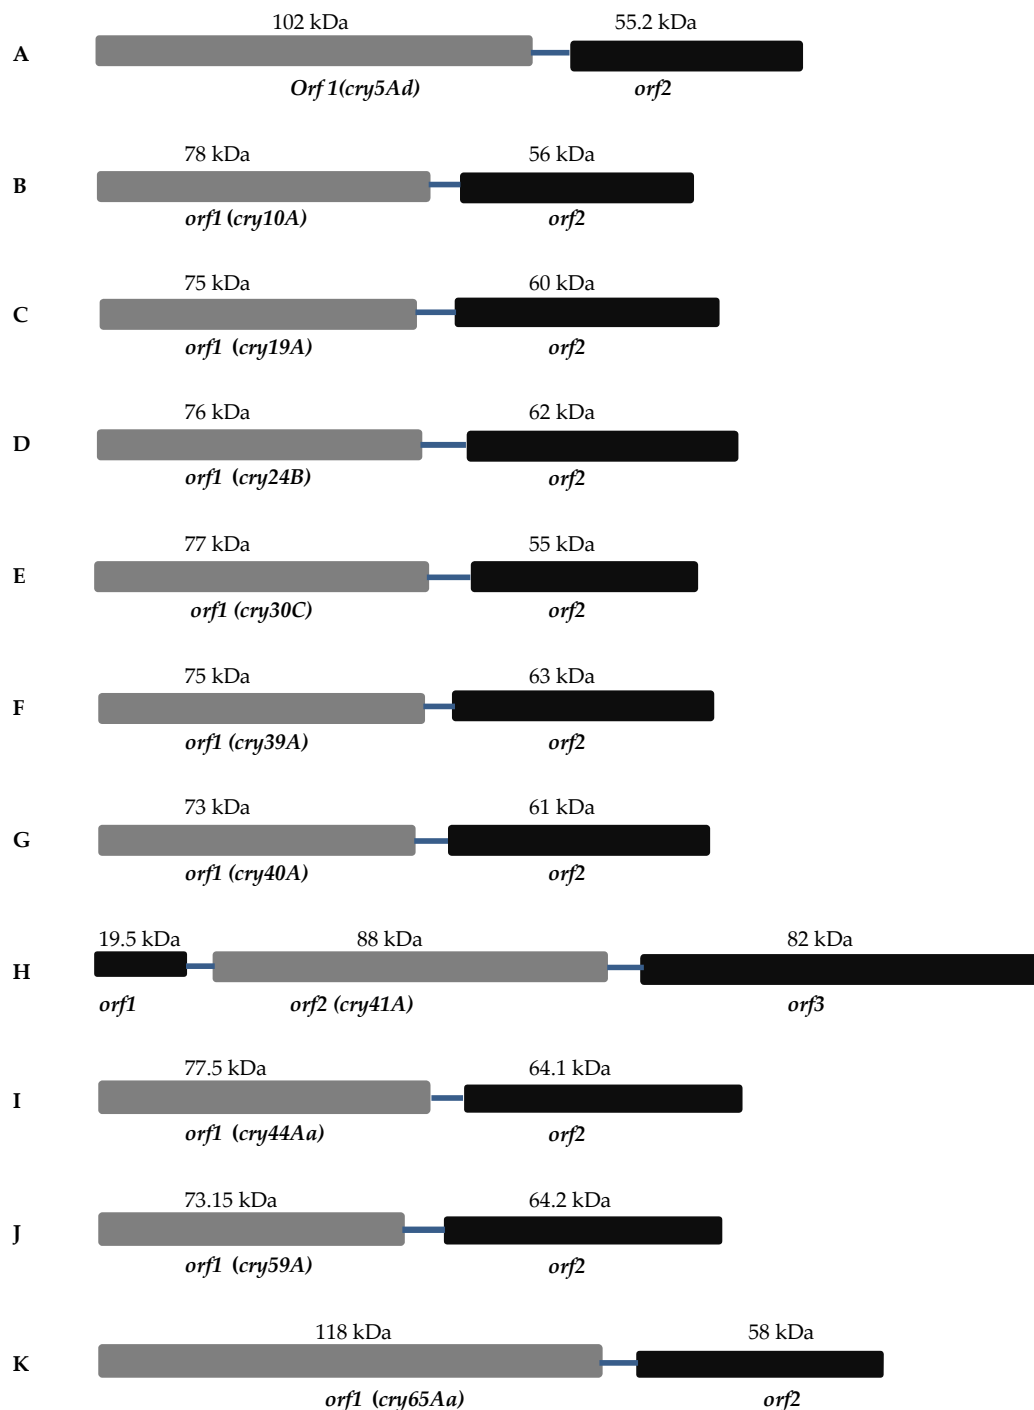 102 kDa 55.2 kDa
A
Orf 1(cry5Ad) orf2
78 kDa 56 kDa
B
orf1 (cry10A) orf2
75 kDa 60 kDa
C
orf1 (cry19A) orf2
76 kDa 62 kDa
D
orf1 (cry24B) orf2
77 kDa 55 kDa
E
orf1 (cry30C) orf2
75 kDa 63 kDa
F
orf1 (cry39A) orf2
73 kDa 61 kDa
G
orf1 (cry40A) orf2
19.5 kDa 88 kDa 82 kDa
H
orf1 orf2 (cry41A) orf3
77.5 kDa 64.1 kDa
I
orf1 (cry44Aa) orf2
73.15 kDa 64.2 kDa
J
orf1 (cry59A) orf2
118 kDa 58 kDa
K
orf1 (cry65Aa) orf2